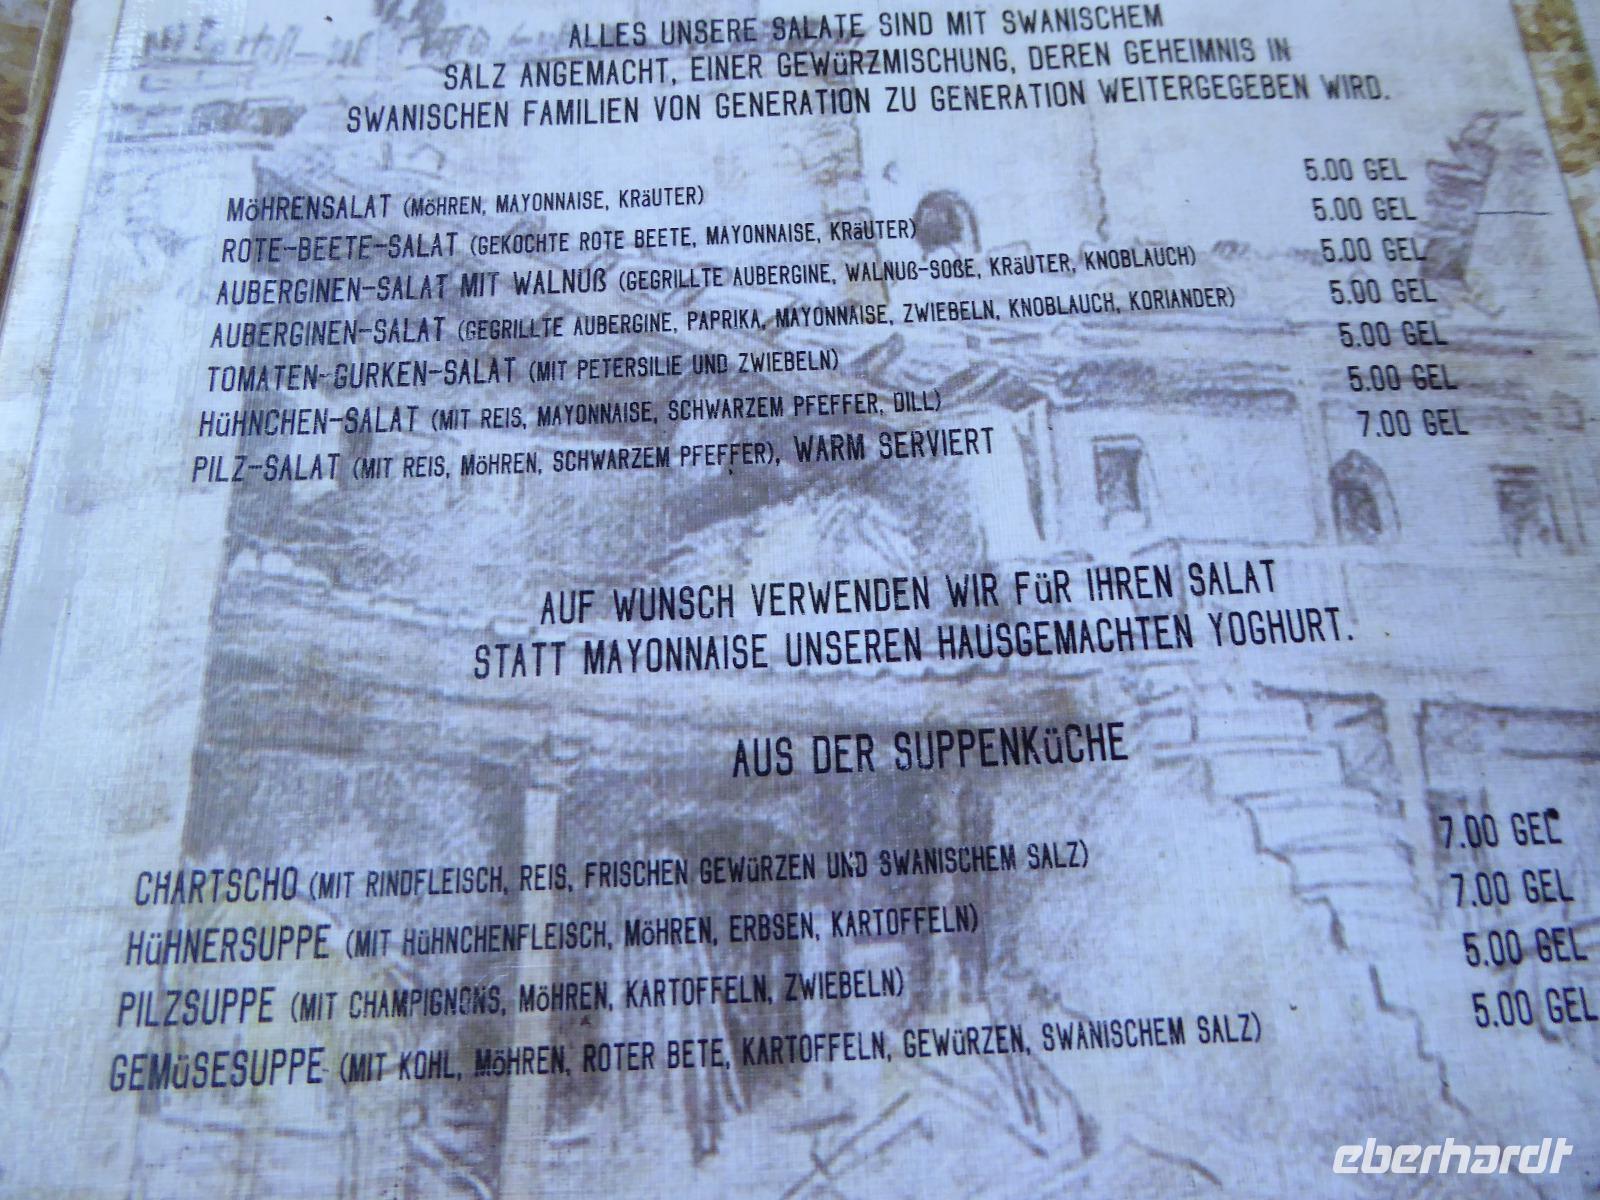 ALLES UNSERE SALATE SIND MIT SWANISCHEM
SALZ ANGEMACHT, EINER GEWÜRZMISCHUNG, DEREN GEHEIMNIS IN
SWANISCHEN FAMILIEN VON GENERATION ZU GENERATION WEITERGEGEBEN WIRD.
MÖHRENSALAT (MÖHREN, MAYONNAISE, KRÄUTER) 5.00 GEL
ROTE-BEETE-SALAT (GEKOCHTE ROTE BEETE, MAYONNAISE, KRÄUTER) 5.00 GEL
AUBERGINEN-SALAT MIT WALNUß (GEGRILLTE AUBERGINE, WALNUß-SOßE, KRÄUTER, KNOBLAUCH) 5.00 GEL
AUBERGINEN-SALAT (GEGRILLTE AUBERGINE, PAPRIKA, MAYONNAISE, ZWIEBELN, KNOBLAUCH, KORIANDER) 5.00 GEL
TOMATEN-GURKEN-SALAT (MIT PETERSILIE UND ZWIEBELN) 5.00 GEL
HÜHNCHEN-SALAT (MIT REIS, MAYONNAISE, SCHWARZEM PFEFFER, DILL) 5.00 GEL
PILZ-SALAT (MIT REIS, MÖHREN, SCHWARZEM PFEFFER), WARM SERVIERT 7.00 GEL
AUF WUNSCH VERWENDEN WIR FÜR IHREN SALAT
STATT MAYONNAISE UNSEREN HAUSGEMACHTEN YOGHURT.
AUS DER SUPPENKÜCHE
CHARTSCHO (MIT RINDFLEISCH, REIS, FRISCHEN GEWÜRZEN UND SWANISCHEM SALZ) 7.00 GEL
HÜHNERSUPPE (MIT HÜHNCHENFLEISCH, MÖHREN, ERBSEN, KARTOFFELN) 7.00 GEL
PILZSUPPE (MIT CHAMPIGNONS, MÖHREN, KARTOFFELN, ZWIEBELN) 5.00 GEL
GEMÜSESUPPE (MIT KOHL, MÖHREN, ROTER BETE, KARTOFFELN, GEWÜRZEN, SWANISCHEM SALZ) 5.00 GEL
eberhardt